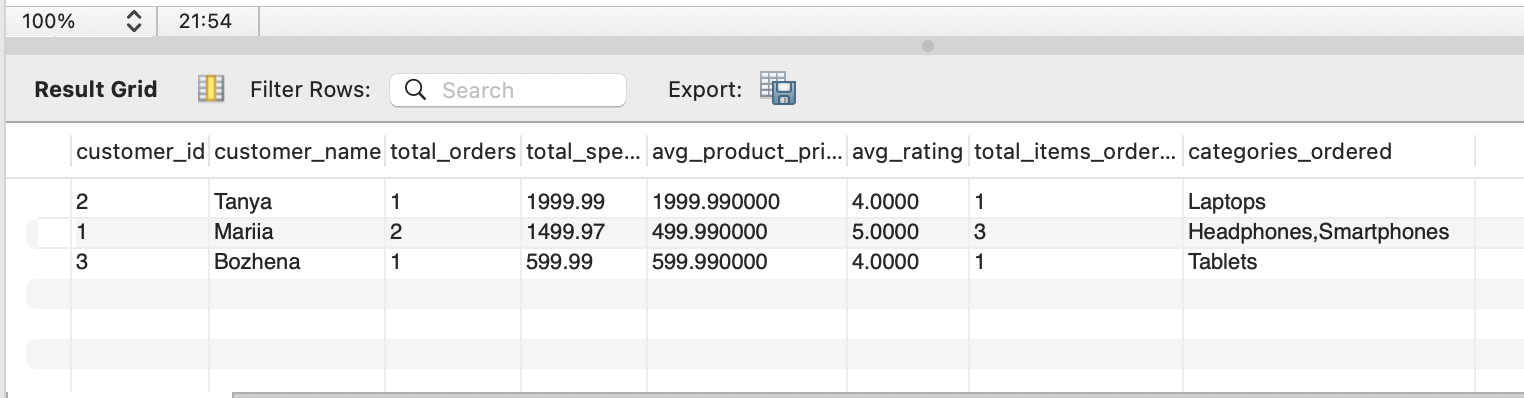 100% 21:54
Result Grid Filter Rows: Search Export:
customer_id customer_name total_orders total_spe... avg_product_pri... avg_rating total_items_order... categories_ordered
2 Tanya 1 1999.99 1999.990000 4.0000 1 Laptops
1 Mariia 2 1499.97 499.990000 5.0000 3 Headphones,Smartphones
3 Bozhena 1 599.99 599.990000 4.0000 1 Tablets